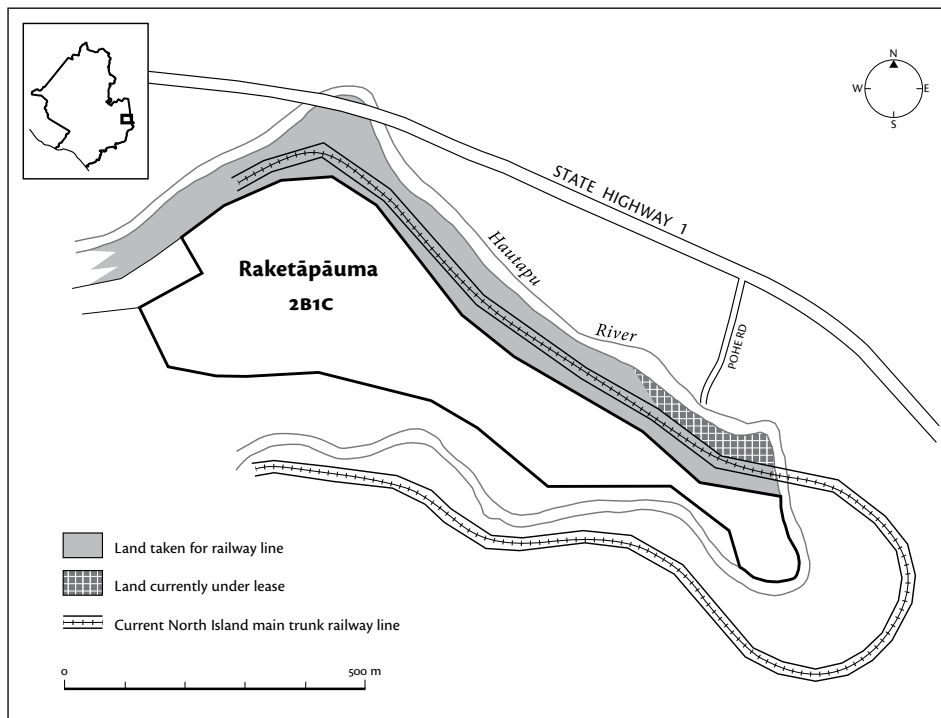 N
W
E
S
STATE HIGHWAY 1
Hautapu
River
POHE RD
Raketāpāuma
2B1C
Land taken for railway line
Land currently under lease
Current North Island main trunk railway line
0
500 m